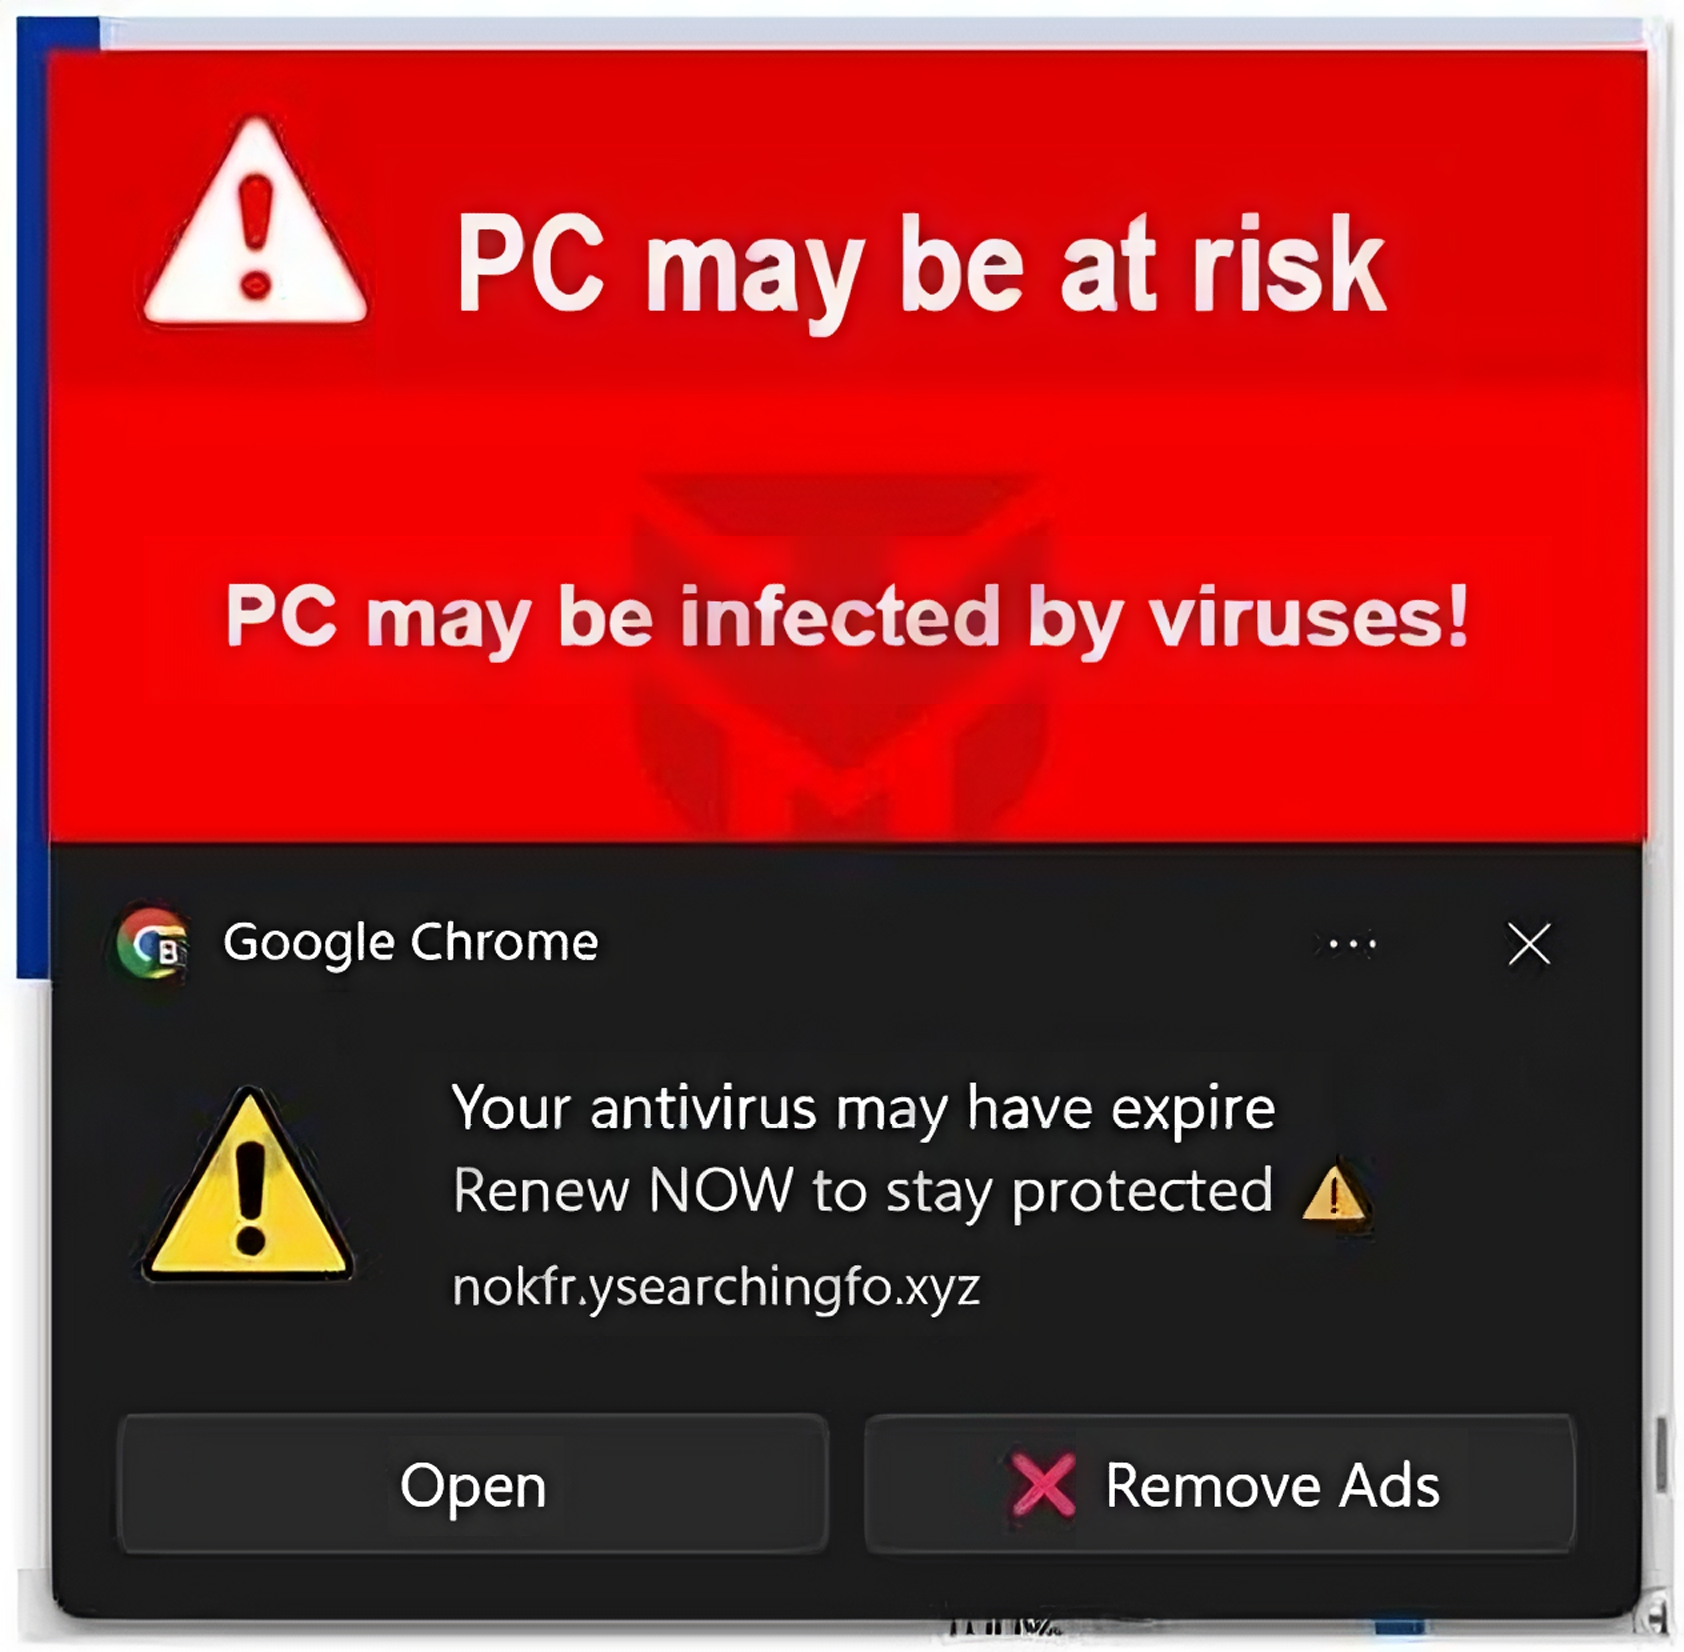 PC may be at risk
PC may be infected by viruses!
Google Chrome
Your antivirus may have expire
Renew NOW to stay protected ⚠
nokfr.ysearchingfo.xyz
Open
❌ Remove Ads